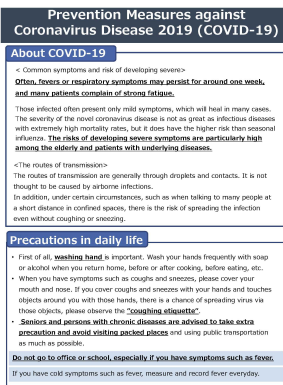 Prevention Measures against
Coronavirus Disease 2019 (COVID-19)
About COVID-19
< Common symptoms and risk of developing severe>
Often, fevers or respiratory symptoms may persist for around one week,
and many patients complain of strong fatigue.
Those infected often present only mild symptoms, which will heal in many cases.
The severity of the novel coronavirus disease is not as great as infectious diseases
with extremely high mortality rates, but it does have the higher risk than seasonal
influenza. The risks of developing severe symptoms are particularly high
among the elderly and patients with underlying diseases.
<The routes of transmission>
The routes of transmission are generally through droplets and contacts. It is not
thought to be caused by airborne infections.
In addition, under certain circumstances, such as when talking to many people at
a short distance in confined spaces, there is the risk of spreading the infection
even without coughing or sneezing.
Precautions in daily life
• First of all, washing hand is important. Wash your hands frequently with soap
or alcohol when you return home, before or after cooking, before eating, etc.
• When you have symptoms such as coughs and sneezes, please cover your
mouth and nose. If you cover coughs and sneezes with your hands and touches
objects around you with those hands, there is a chance of spreading virus via
those objects, please observe the "coughing etiquette".
• Seniors and persons with chronic diseases are advised to take extra
precaution and avoid visiting packed places and using public transportation
as much as possible.
Do not go to office or school, especially if you have symptoms such as fever.
If you have cold symptoms such as fever, measure and record fever everyday.